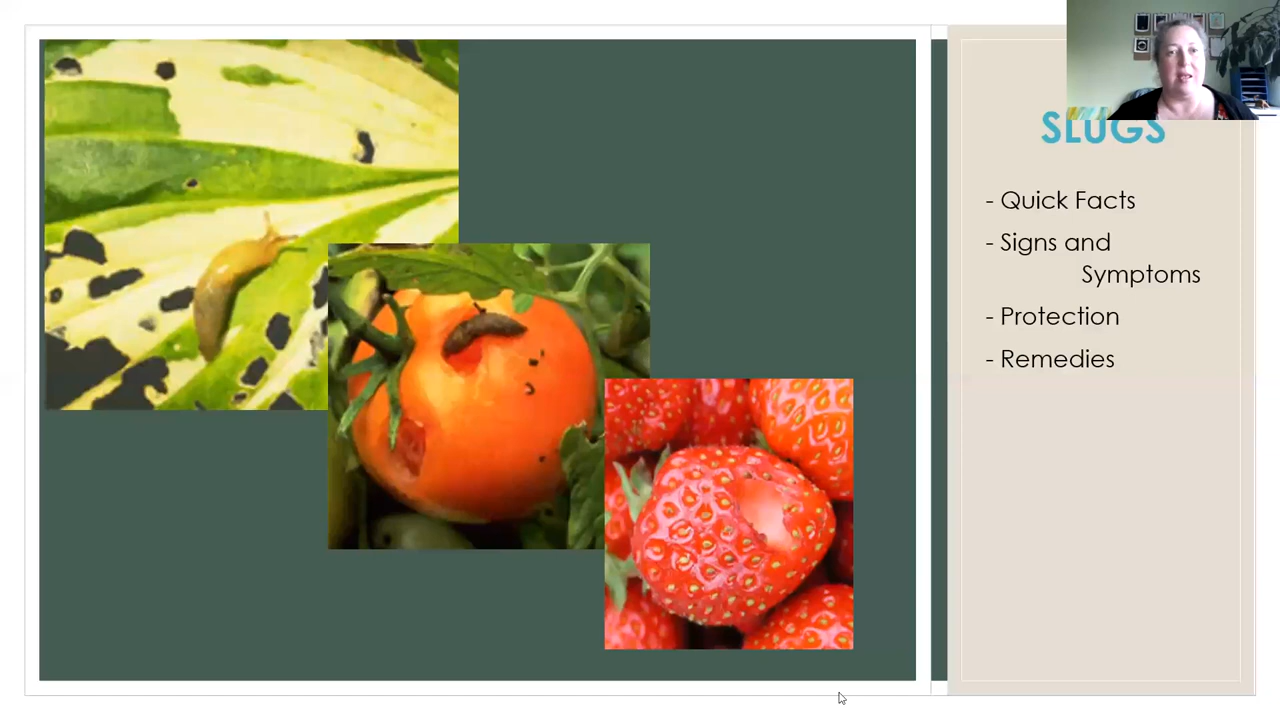 SLUGS
- Quick Facts
- Signs and
Symptoms
- Protection
- Remedies